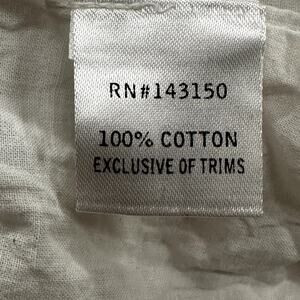 RN#143150
100% COTTON
EXCLUSIVE OF TRIMS